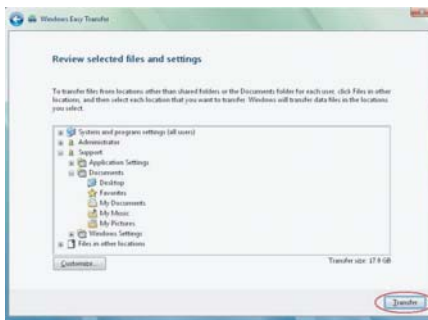 Windows Easy Transfer
Review selected files and settings
To transfer files from locations other than shared folders or the Documents folder for each user, click Files in other
locations, and then select each location that you want to transfer. Windows will transfer data files in the locations
you select.
System and program settings (all users)
Administrator
Support
Application Settings
Documents
Desktop
Favorites
My Documents
My Music
My Pictures
Windows Settings
Files in other locations
Customize...
Transfer size: 17.9 GB
Transfer